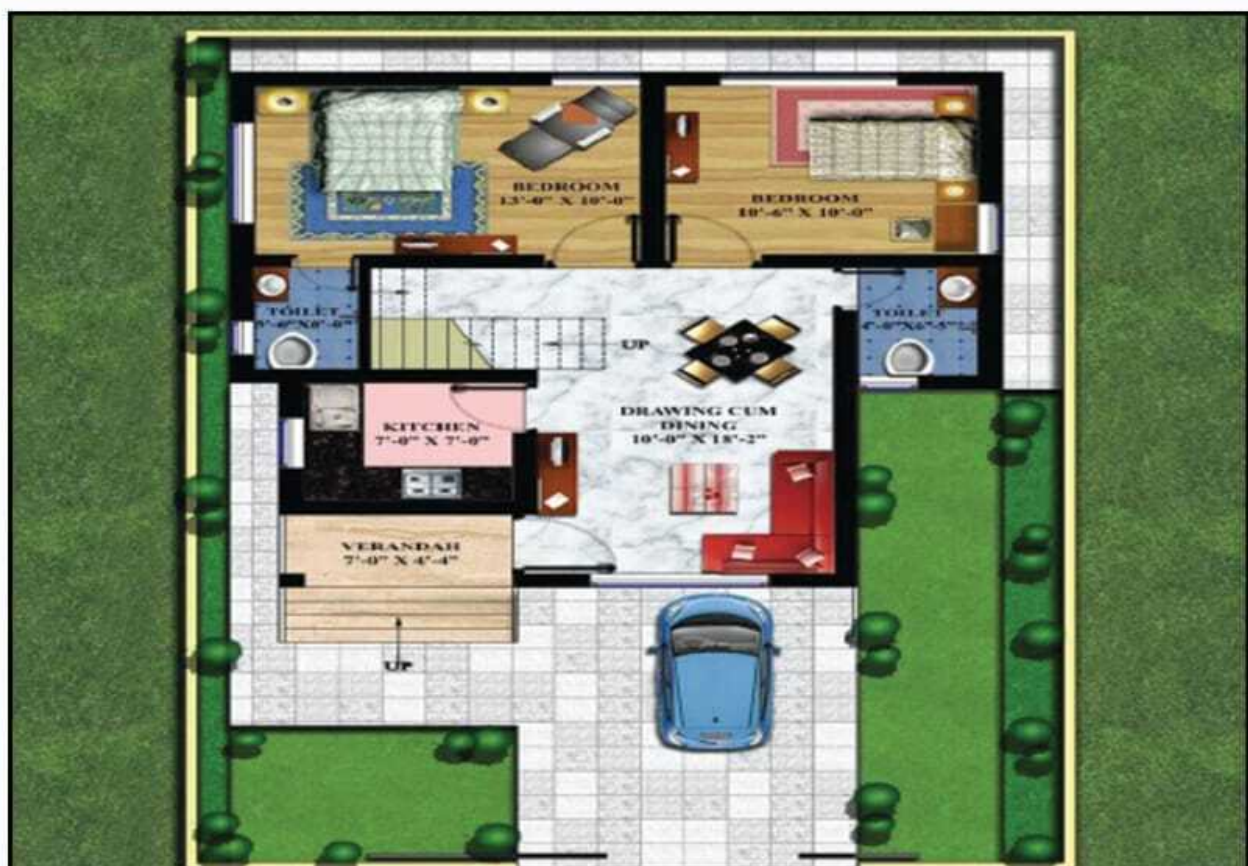 BEDROOM
13'-0" X 10'-0"
BEDROOM
10'-6" X 10'-0"
TOILET
TOILET
UP
KITCHEN
7'-0" X 7'-0"
DRAWING CUM
DINING
10'-0" X 18'-2"
VERANDAH
7'-0" X 4'-4"
UP